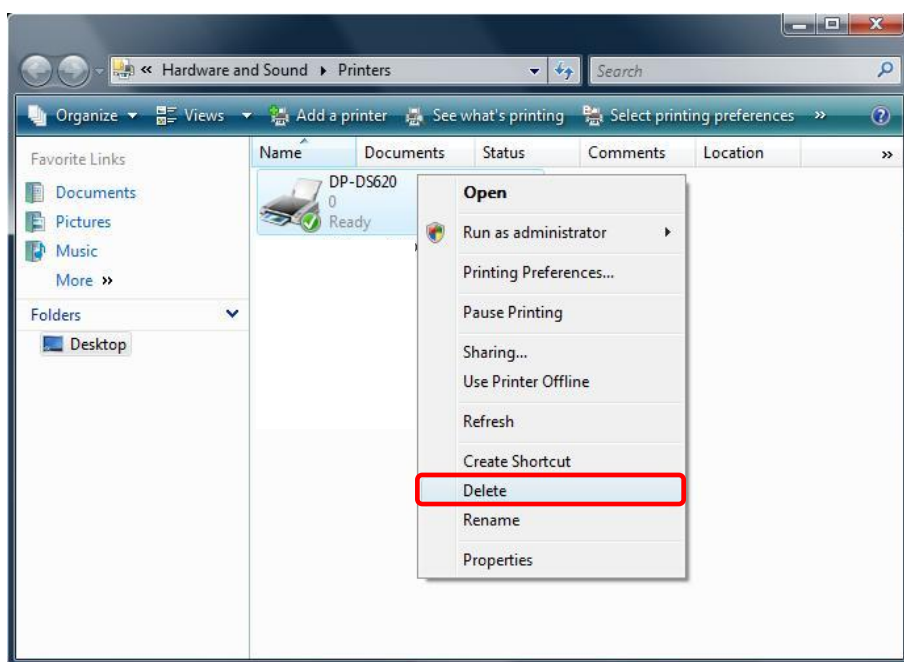 « Hardware and Sound ▸ Printers
Search
Organize Views Add a printer See what's printing Select printing preferences »
Favorite Links
Documents
Pictures
Music
More »
Folders
Desktop
Name Documents Status Comments Location »
DP-DS620
0
Ready
Open
Run as administrator
Printing Preferences...
Pause Printing
Sharing...
Use Printer Offline
Refresh
Create Shortcut
Delete
Rename
Properties